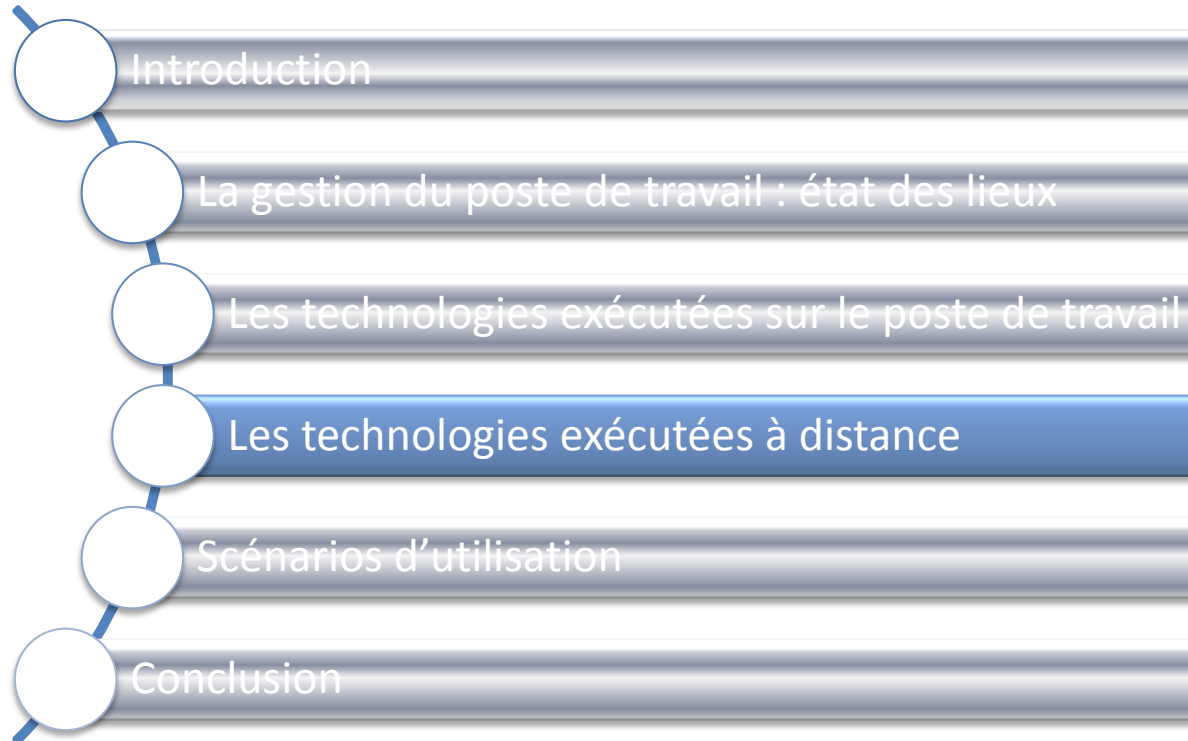 Introduction
La gestion du poste de travail : état des lieux
Les technologies exécutées sur le poste de travail
Les technologies exécutées à distance
Scénarios d’utilisation
Conclusion